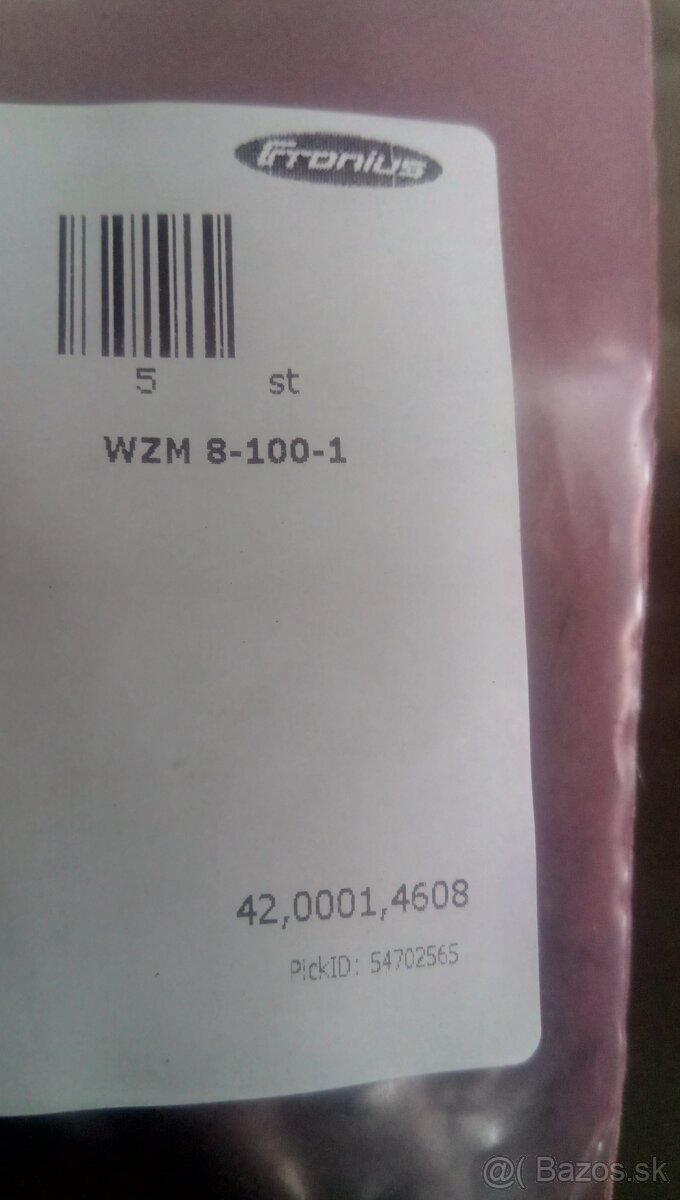 Fronius
5 st
WZM 8-100-1
42,0001,4608
PickID: 54702565
@( Bazos.sk